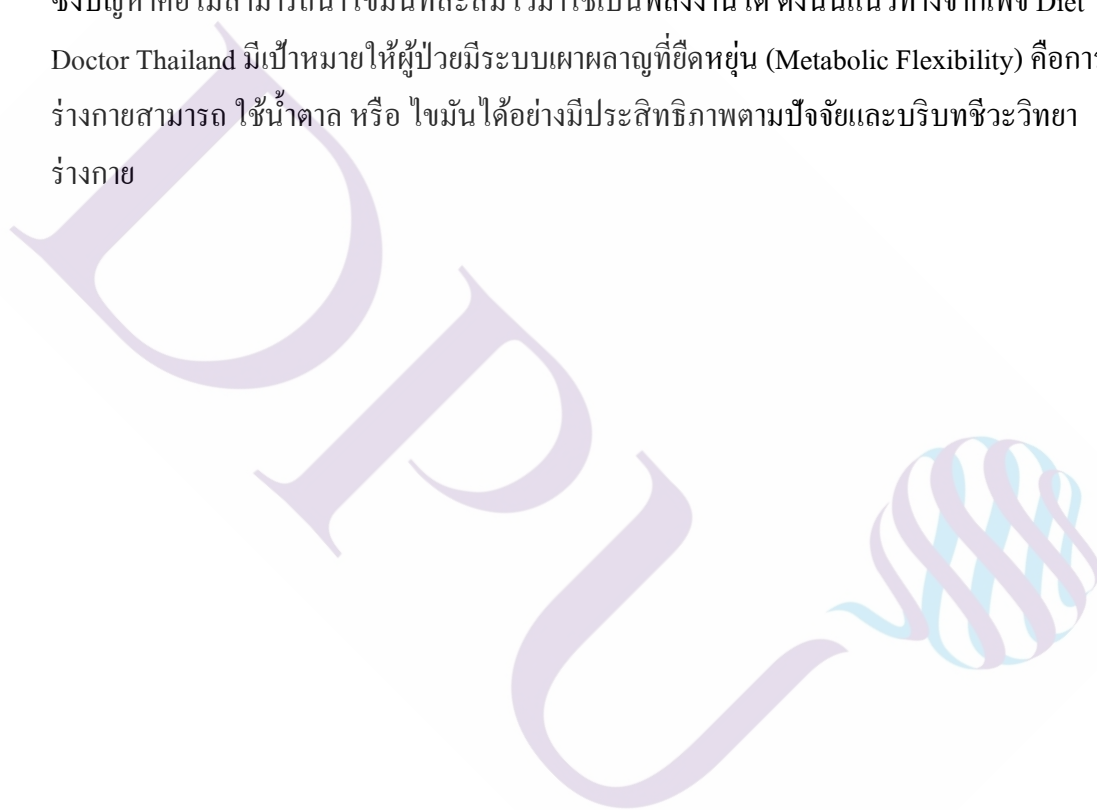 ซึ่งปัญหาคือไม่สามารถนำไขมันที่สะสมไว้มาใช้เป็นพลังงานได้ ดังนั้นแนวทางจากเพจ Diet
Doctor Thailand มีเป้าหมายให้ผู้ป่วยมีระบบเผาผลาญที่ยืดหยุ่น (Metabolic Flexibility) คือการ
ร่างกายสามารถ ใช้น้ำตาล หรือ ไขมันได้อย่างมีประสิทธิภาพตามปัจจัยและบริบทชีวะวิทยา
ร่างกาย
DPU